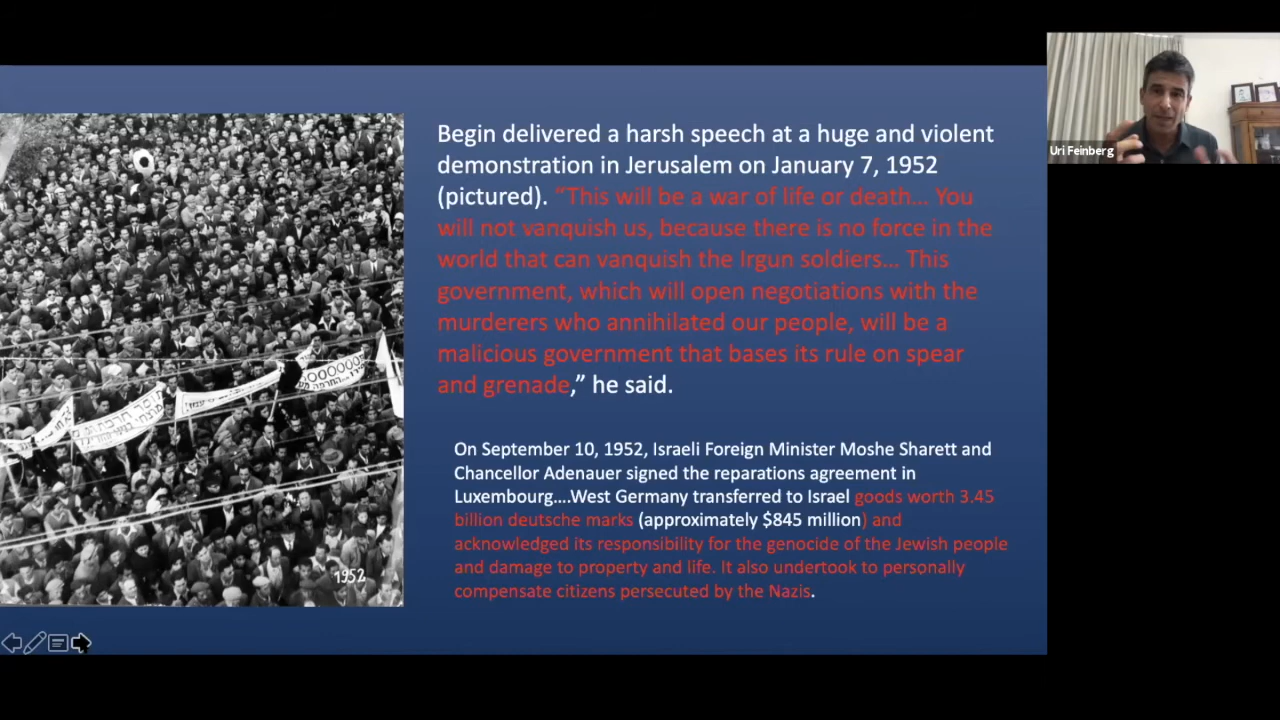 Begin delivered a harsh speech at a huge and violent
demonstration in Jerusalem on January 7, 1952
(pictured). “This will be a war of life or death... You
will not vanquish us, because there is no force in the
world that can vanquish the Irgun soldiers... This
government, which will open negotiations with the
murderers who annihilated our people, will be a
malicious government that bases its rule on spear
and grenade,” he said.
On September 10, 1952, Israeli Foreign Minister Moshe Sharett and
Chancellor Adenauer signed the reparations agreement in
Luxembourg....West Germany transferred to Israel goods worth 3.45
billion deutsche marks (approximately $845 million) and
acknowledged its responsibility for the genocide of the Jewish people
and damage to property and life. It also undertook to personally
compensate citizens persecuted by the Nazis.
1952
Uri Feinberg